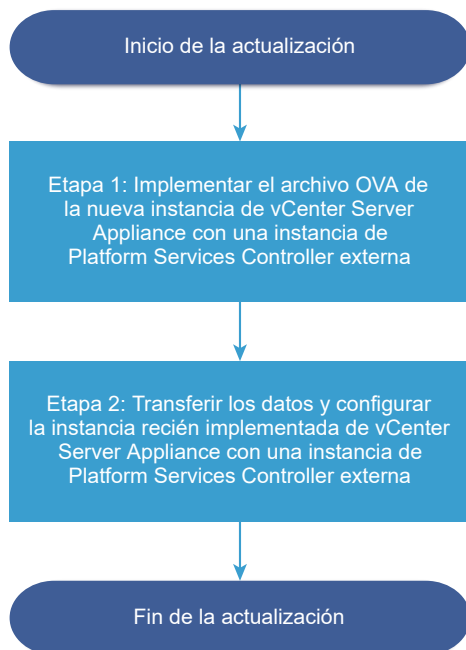 Inicio de la actualización
Etapa 1: Implementar el archivo OVA de
la nueva instancia de vCenter Server
Appliance con una instancia de
Platform Services Controller externa
Etapa 2: Transferir los datos y configurar
la instancia recién implementada de vCenter
Server Appliance con una instancia de
Platform Services Controller externa
Fin de la actualización